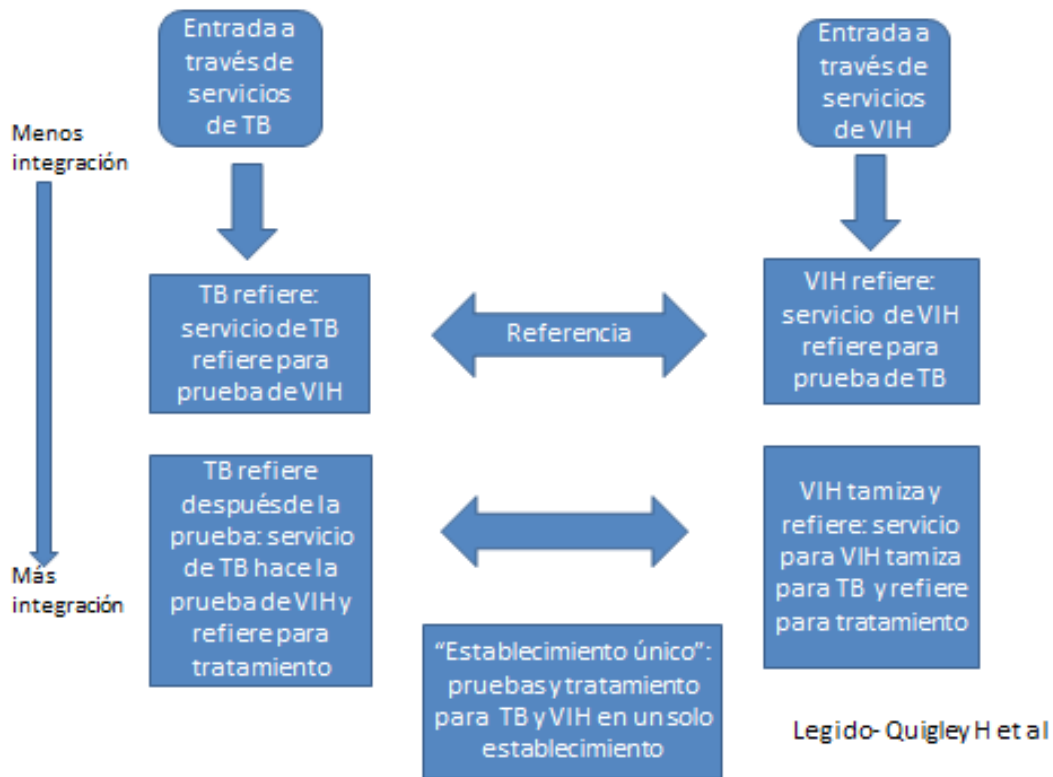 Entrada a
través de
servicios
de TB
Entrada a
través de
servicios
de VIH
Menos
integración
TB refiere:
servicio de TB
refiere para
prueba de VIH
Referencia
VIH refiere:
servicio de VIH
refiere para
prueba de TB
TB refiere
despuésde la
prueba: servicio
de TB hace la
prueba de VIH y
refiere para
tratamiento
VIH tamiza y
refiere: servicio
para VIH tamiza
para TB y refiere
para tratamiento
Más
integración
“Establecimiento único”:
pruebas y tratamiento
para TB y VIH en un solo
establecimiento
Legido- Quigley H et al